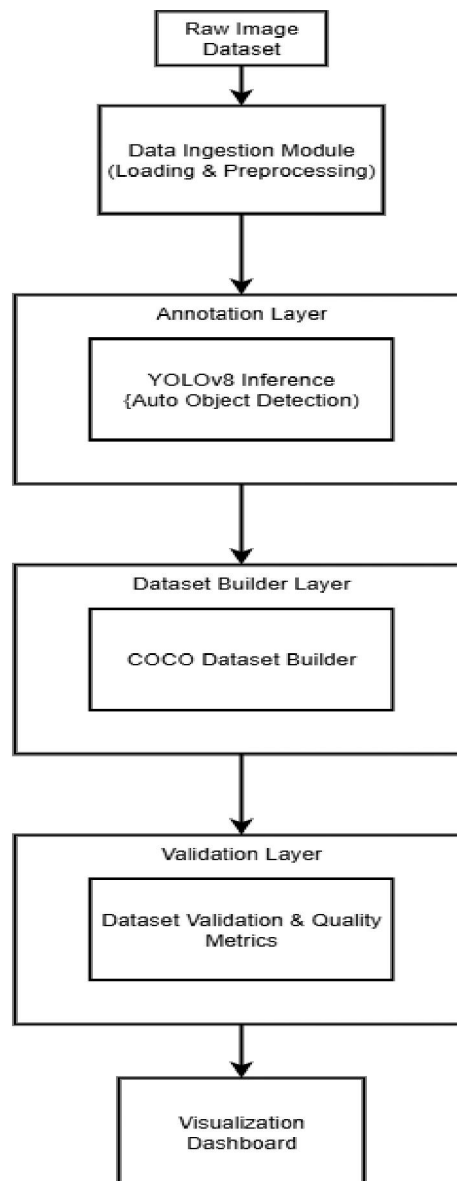 Raw Image
Dataset
Data Ingestion Module
(Loading & Preprocessing)
Annotation Layer
YOLOv8 Inference
{Auto Object Detection)
Dataset Builder Layer
COCO Dataset Builder
Validation Layer
Dataset Validation & Quality
Metrics
Visualization
Dashboard